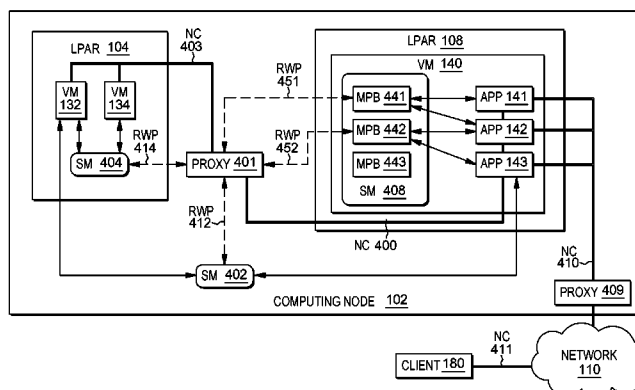 NC
403
LPAR 104
VM
132
VM
134
SM 404
RWP
414
PROXY 401
RWP
451
RWP
452
RWP
412
LPAR 108
VM 140
MPB 441
MPB 442
MPB 443
SM 408
APP 141
APP 142
APP 143
NC 400
SM 402
NC
410
COMPUTING NODE 102
PROXY 409
CLIENT 180
NC
411
NETWORK
110